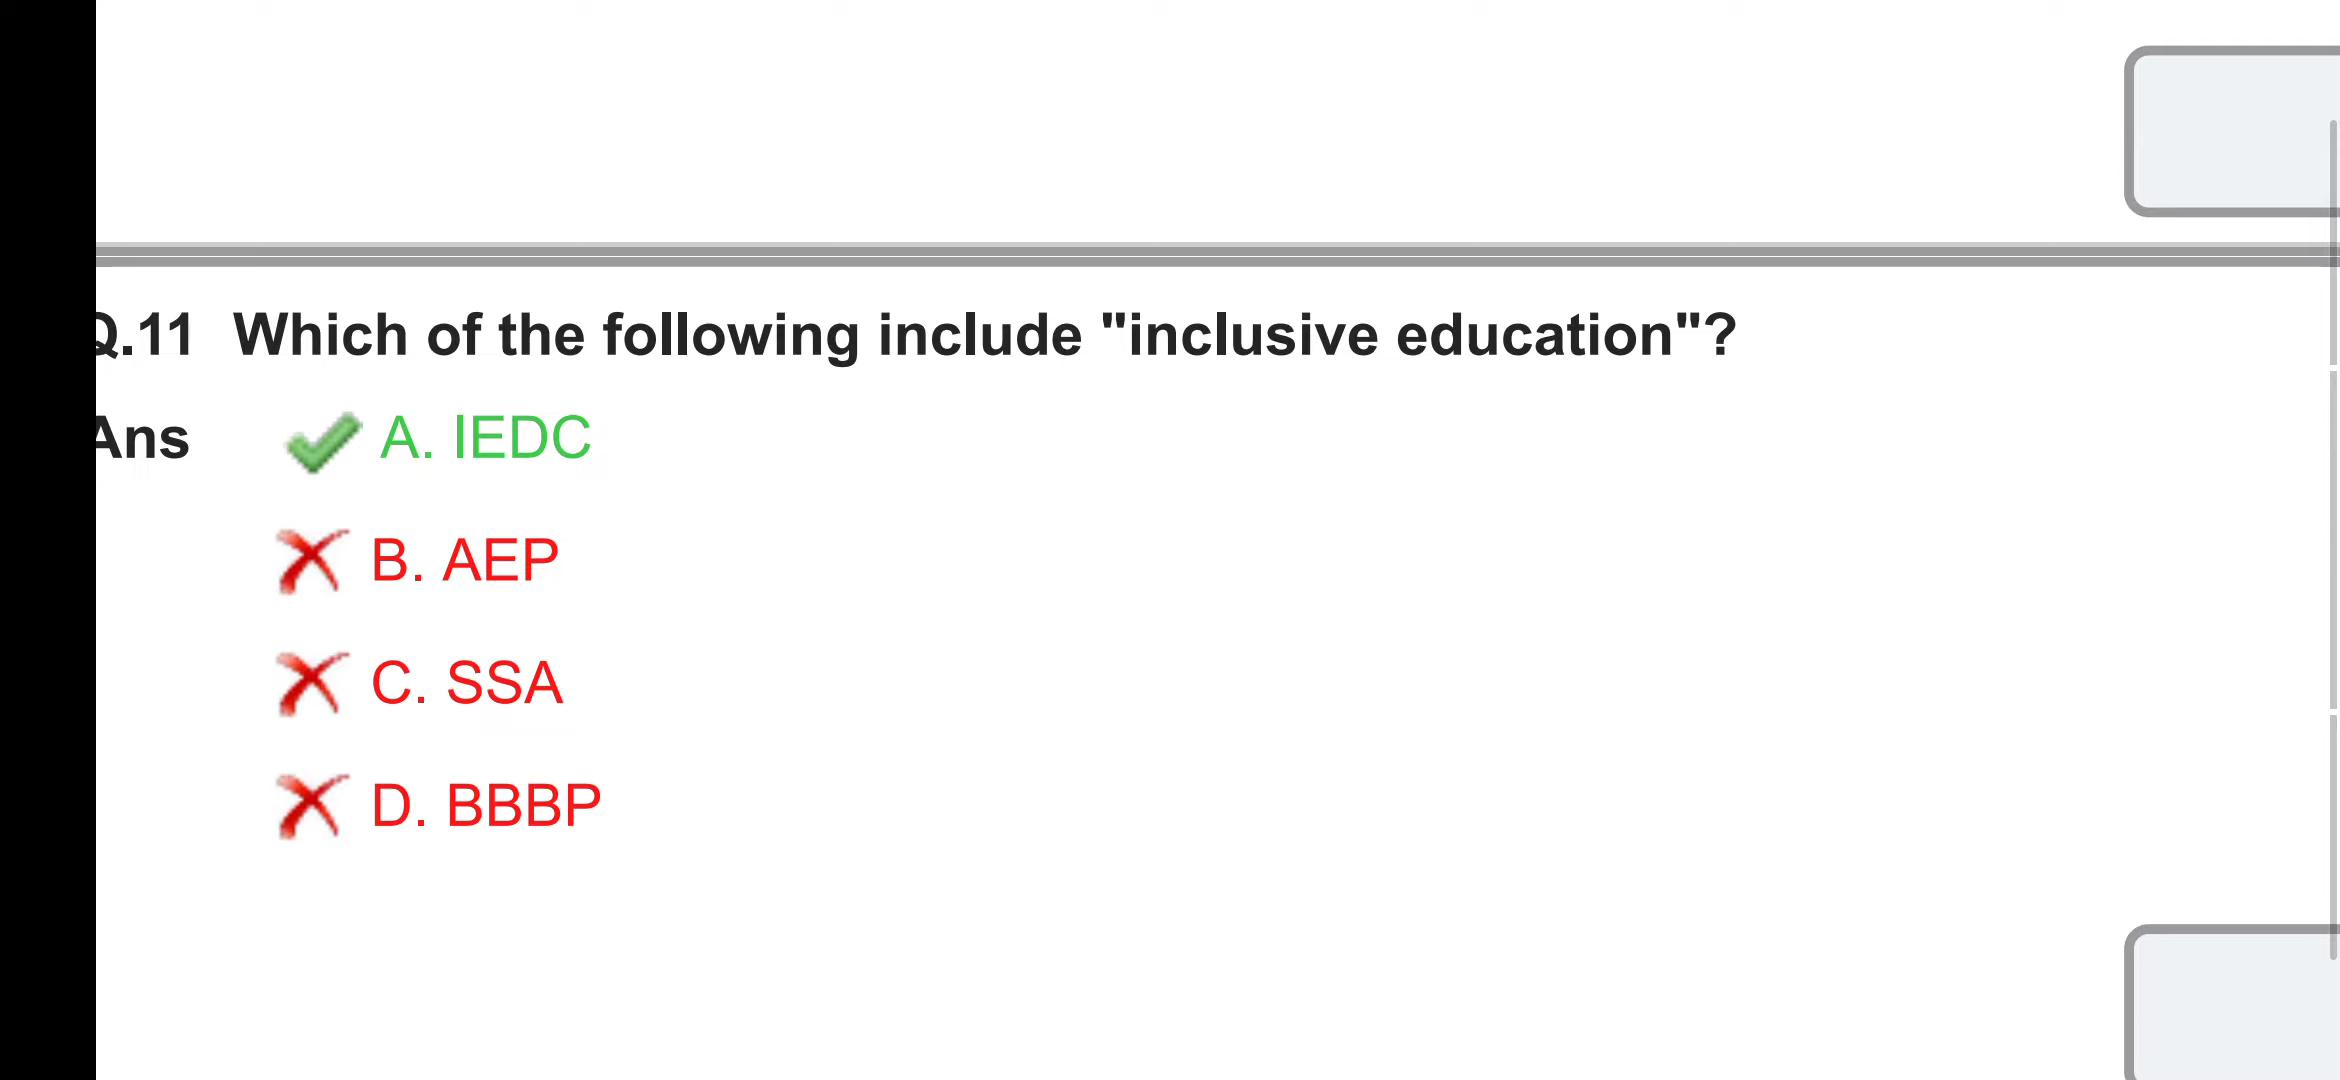 Q.11 Which of the following include "inclusive education"?
Ans A. IEDC
B. AEP
C. SSA
D. BBBP